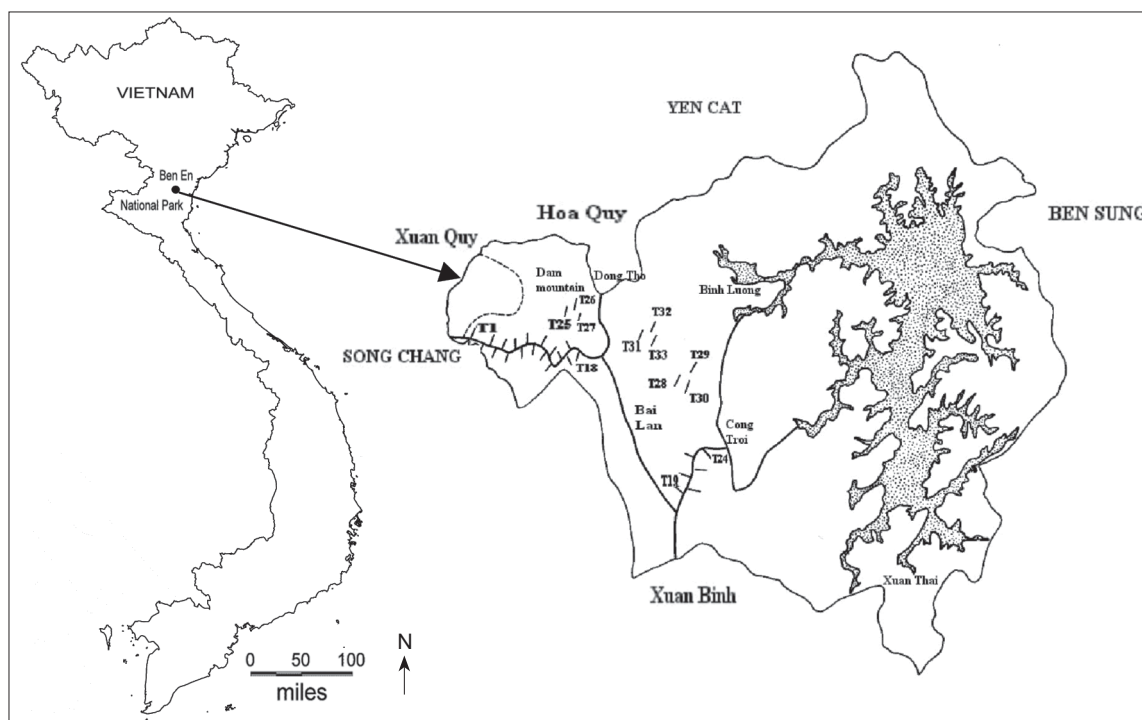 VIETNAM
Ben En
National Park
N
0 50 100
miles
YEN CAT
BEN SUNG
Hoa Quy
Xuan Quy
Dam
mountain
Dong Tho
Binh Luong
T26
T25
T27
T1
T32
T31
T33
T29
SONG CHANG
T18
T28
T30
Bai
Lan
Cong
Troi
T24
T19
Xuan Binh
Xuan Thai